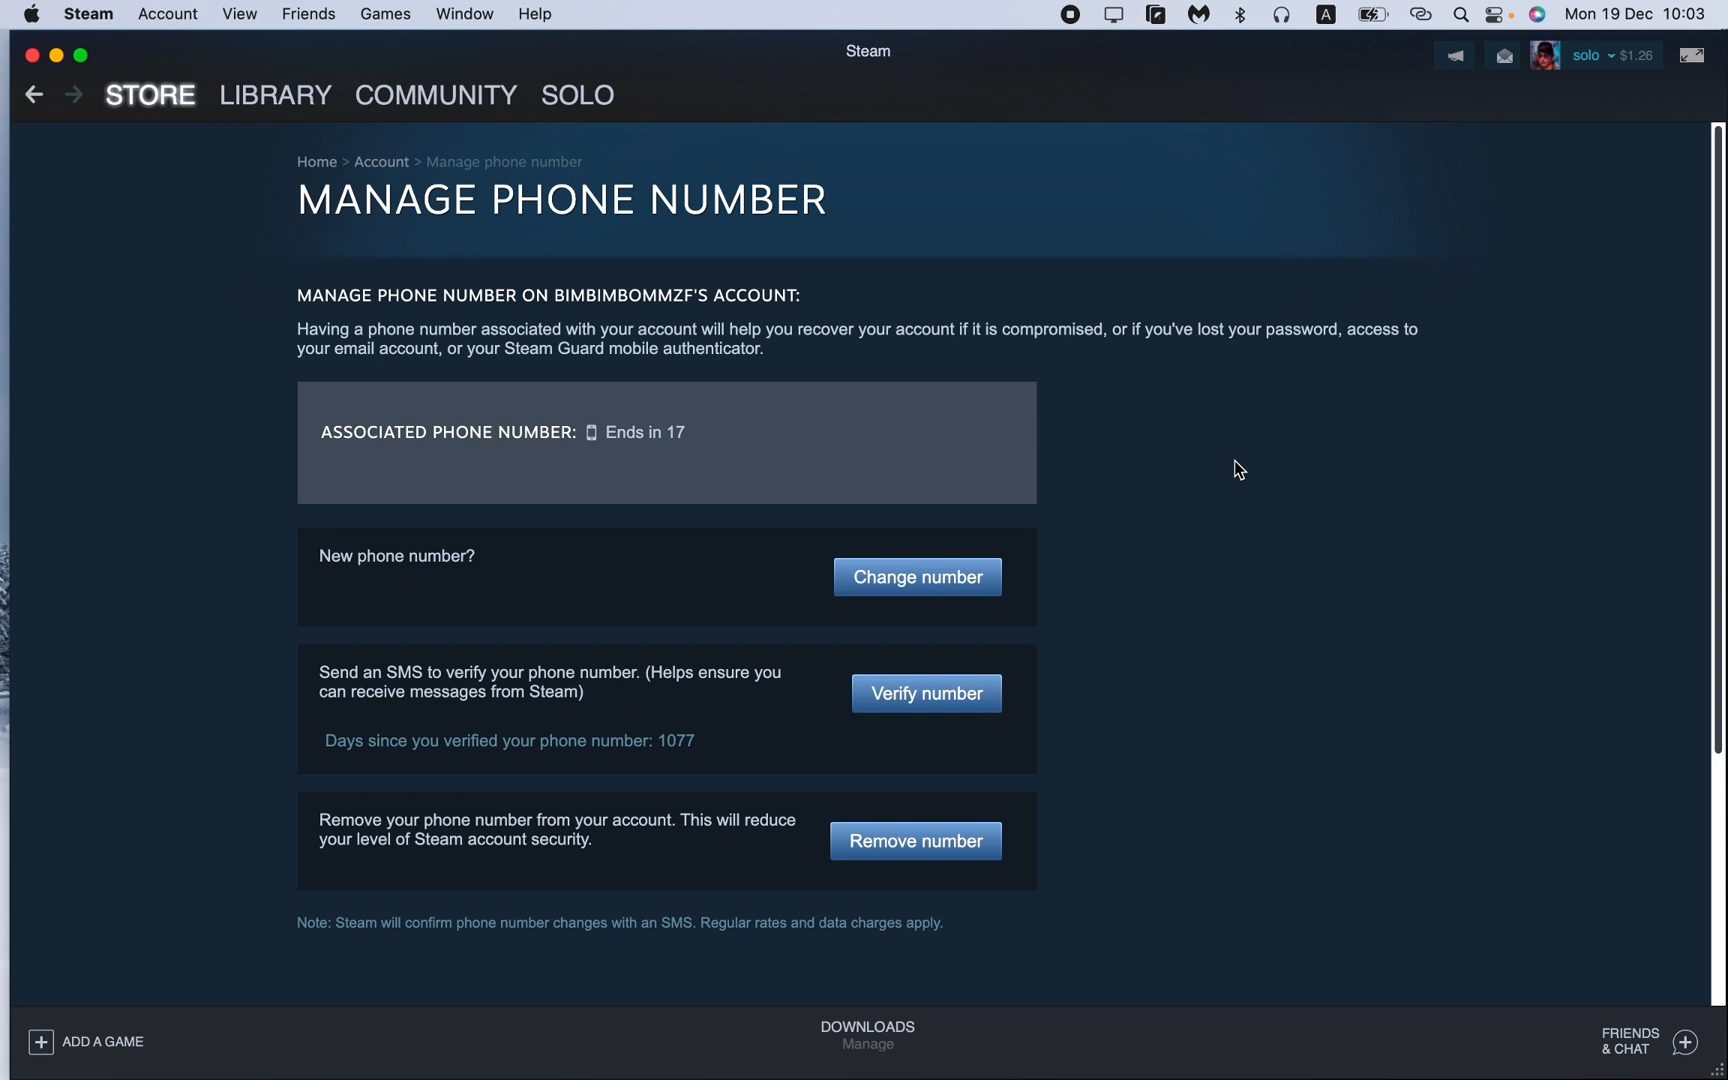 Steam Account View Friends Games Window Help A Mon 19 Dec 10:03
Steam
solo $1.26
STORE LIBRARY COMMUNITY SOLO
Home > Account > Manage phone number
MANAGE PHONE NUMBER
MANAGE PHONE NUMBER ON BIMBIMBOMMZF'S ACCOUNT:
Having a phone number associated with your account will help you recover your account if it is compromised, or if you've lost your password, access to
your email account, or your Steam Guard mobile authenticator.
ASSOCIATED PHONE NUMBER: Ends in 17
New phone number?
Change number
Send an SMS to verify your phone number. (Helps ensure you
can receive messages from Steam)
Verify number
Days since you verified your phone number: 1077
Remove your phone number from your account. This will reduce
your level of Steam account security.
Remove number
Note: Steam will confirm phone number changes with an SMS. Regular rates and data charges apply.
ADD A GAME
DOWNLOADS
Manage
FRIENDS
& CHAT